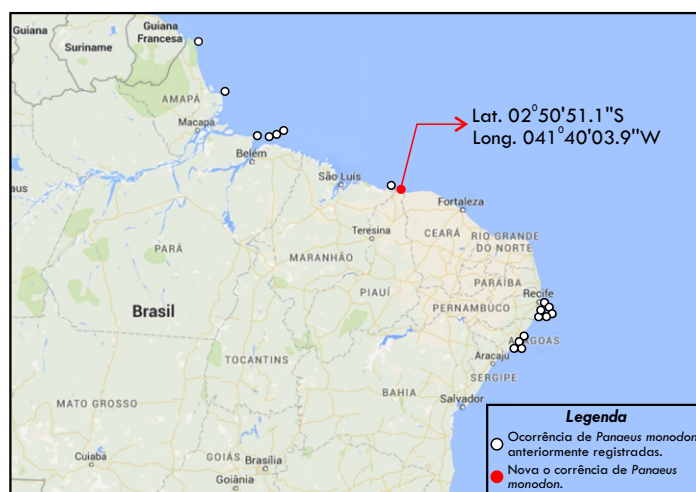 Guiana
Guiana
Francesa
Suriname
AMAPÁ
Macapá
Belém
São Luís
Lat. 02°50'51.1"S
Long. 041°40'03.9"W
Fortaleza
Teresina
CEARÁ
RIO GRANDE
DO NORTE
aus
PARÁ
MARANHÃO
PARAÍBA
PIAUÍ
Recife
PERNAMBUCO
Brasil
TOCANTINS
Aracaju
SERGIPE
BAHIA
Salvador
MATO GROSSO
Cuiabá
GOIÁS
Brasília
Goiânia
Legenda
Ocorrência de Panaeus monodon
anteriormente registradas.
Nova o corrência de Panaeus
monodon.